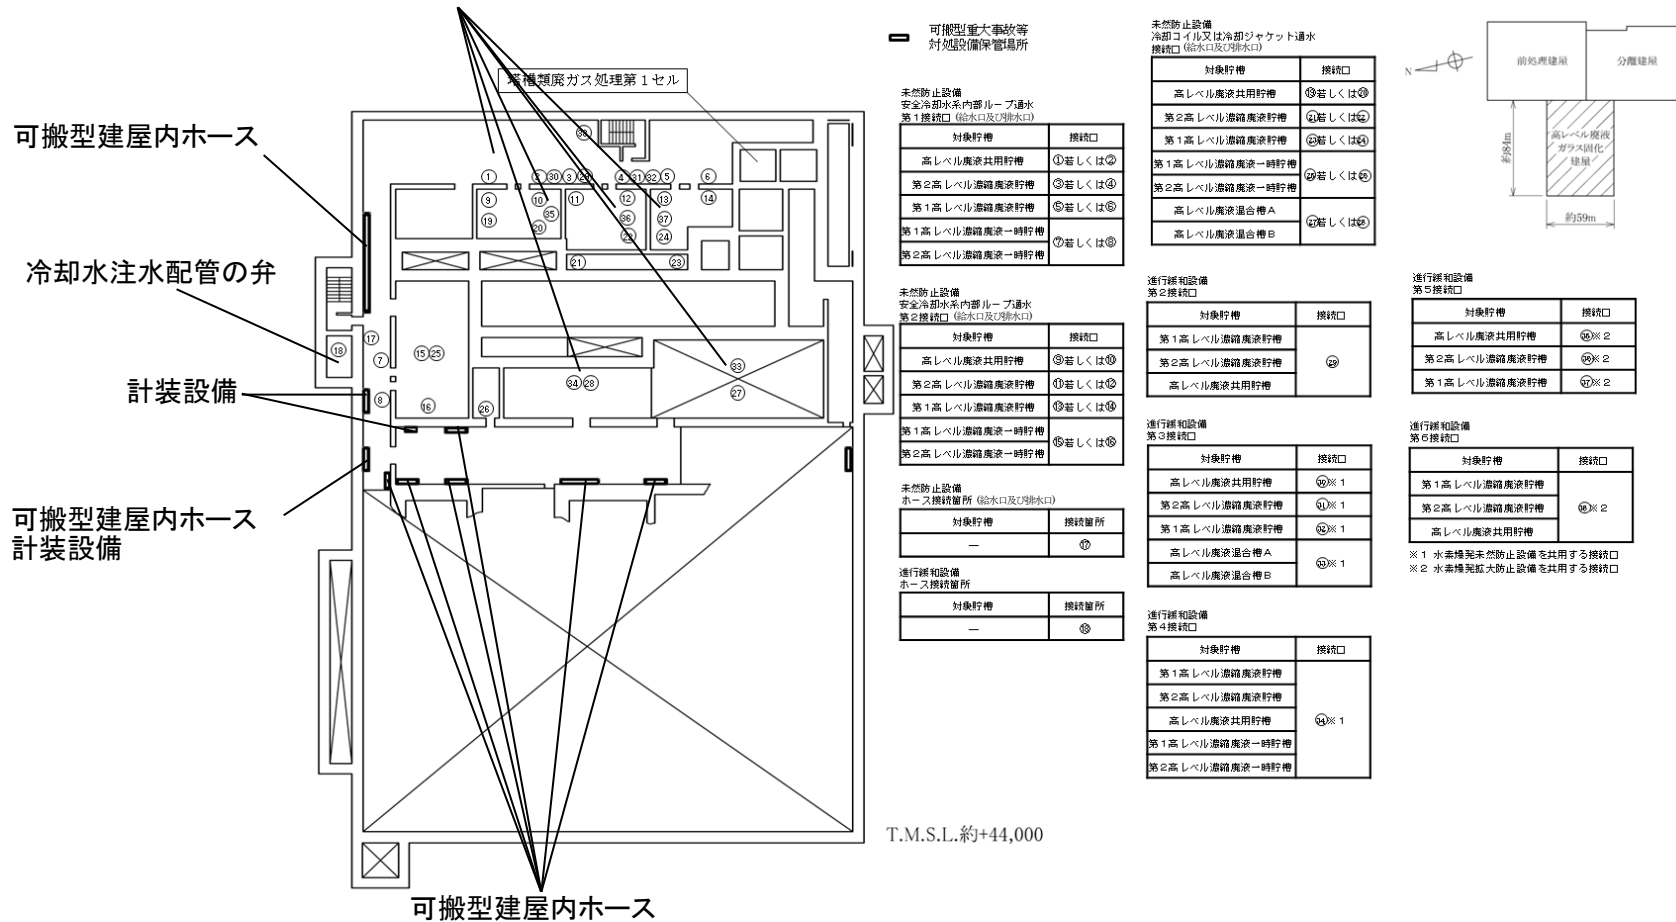 可搬型建屋内ホース
冷却水注水配管の弁
計装設備
可搬型建屋内ホース
計装設備
塔槽類廃ガス処理第1セル
㊳
① ② ㉚ ③ ㉙ ④ ㉛ ㉜ ⑤ ⑥
⑨ ⑩ ⑪ ⑫ ⑬ ⑭
⑲ ㉟ ㊱ ㊲
⑳ ㉒ ㉔
㉑ ㉓
⑰
⑱ ⑦ ⑮ ㉕
㉝
㉞ ㉘ ㉗
⑧ ⑯ ㉖
可搬型建屋内ホース
T.M.S.L.約+44,000
可搬型重大事故等
対処設備保管場所
未然防止設備
安全冷却水系内部ループ通水
第1接続口 (給水口及び排水口)
対象貯槽 接続口
高レベル廃液共用貯槽 ①若しくは②
第2高レベル濃縮廃液貯槽 ③若しくは④
第1高レベル濃縮廃液貯槽 ⑤若しくは⑥
第1高レベル濃縮廃液一時貯槽 ⑦若しくは⑧
第2高レベル濃縮廃液一時貯槽
未然防止設備
安全冷却水系内部ループ通水
第2接続口 (給水口及び排水口)
対象貯槽 接続口
高レベル廃液共用貯槽 ⑨若しくは⑩
第2高レベル濃縮廃液貯槽 ⑪若しくは⑫
第1高レベル濃縮廃液貯槽 ⑬若しくは⑭
第1高レベル濃縮廃液一時貯槽 ⑮若しくは⑯
第2高レベル濃縮廃液一時貯槽
未然防止設備
ホース接続箇所 (給水口及び排水口)
対象貯槽 接続箇所
― ⑰
進行緩和設備
ホース接続箇所
対象貯槽 接続箇所
― ⑱
未然防止設備
冷却コイル又は冷却ジャケット通水
接続口 (給水口及び排水口)
対象貯槽 接続口
高レベル廃液共用貯槽 ⑲若しくは⑳
第2高レベル濃縮廃液貯槽 ㉑若しくは㉒
第1高レベル濃縮廃液貯槽 ㉓若しくは㉔
第1高レベル濃縮廃液一時貯槽 ㉕若しくは㉖
第2高レベル濃縮廃液一時貯槽
高レベル廃液混合槽A ㉗若しくは㉘
高レベル廃液混合槽B
進行緩和設備
第2接続口
対象貯槽 接続口
第1高レベル濃縮廃液貯槽
第2高レベル濃縮廃液貯槽 ㉙
高レベル廃液共用貯槽
進行緩和設備
第3接続口
対象貯槽 接続口
高レベル廃液共用貯槽 ㉚※1
第2高レベル濃縮廃液貯槽 ㉛※1
第1高レベル濃縮廃液貯槽 ㉜※1
高レベル廃液混合槽A ㉝※1
高レベル廃液混合槽B
進行緩和設備
第4接続口
対象貯槽 接続口
第1高レベル濃縮廃液貯槽
第2高レベル濃縮廃液貯槽
高レベル廃液共用貯槽 ㉞※1
第1高レベル濃縮廃液一時貯槽
第2高レベル濃縮廃液一時貯槽
N
前処理建屋 分離建屋
高レベル廃液
ガラス固化
建屋
約84m
約59m
進行緩和設備
第5接続口
対象貯槽 接続口
高レベル廃液共用貯槽 ※2
第2高レベル濃縮廃液貯槽 ㊱※2
第1高レベル濃縮廃液貯槽 ㊲※2
進行緩和設備
第6接続口
対象貯槽 接続口
第1高レベル濃縮廃液貯槽
第2高レベル濃縮廃液貯槽 ㊳※2
高レベル廃液共用貯槽
※1 水素爆発未然防止設備を共用する接続口
※2 水素爆発拡大防止設備を共用する接続口